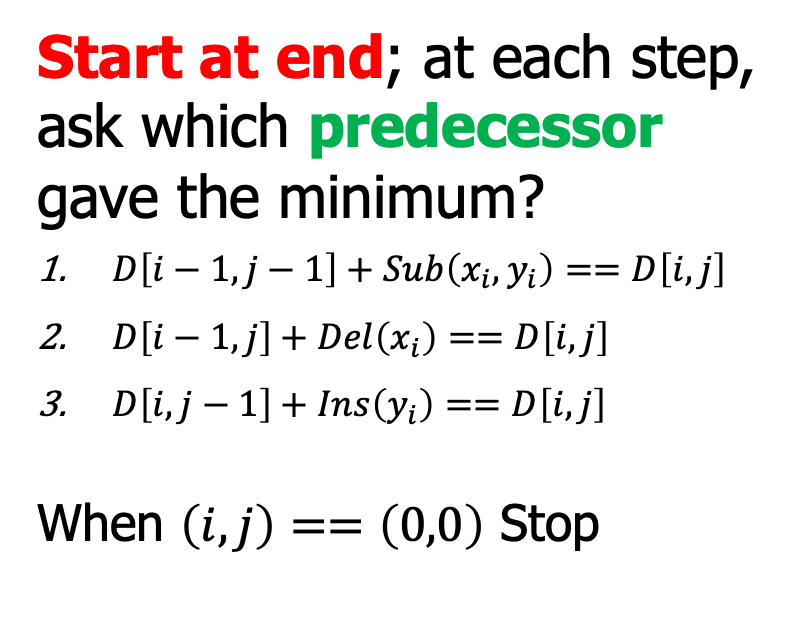 Start at end; at each step,
ask which predecessor
gave the minimum?
1. D[i − 1, j − 1] + Sub(xᵢ, yᵢ) == D[i, j]
2. D[i − 1, j] + Del(xᵢ) == D[i, j]
3. D[i, j − 1] + Ins(yᵢ) == D[i, j]
When (i, j) == (0,0) Stop